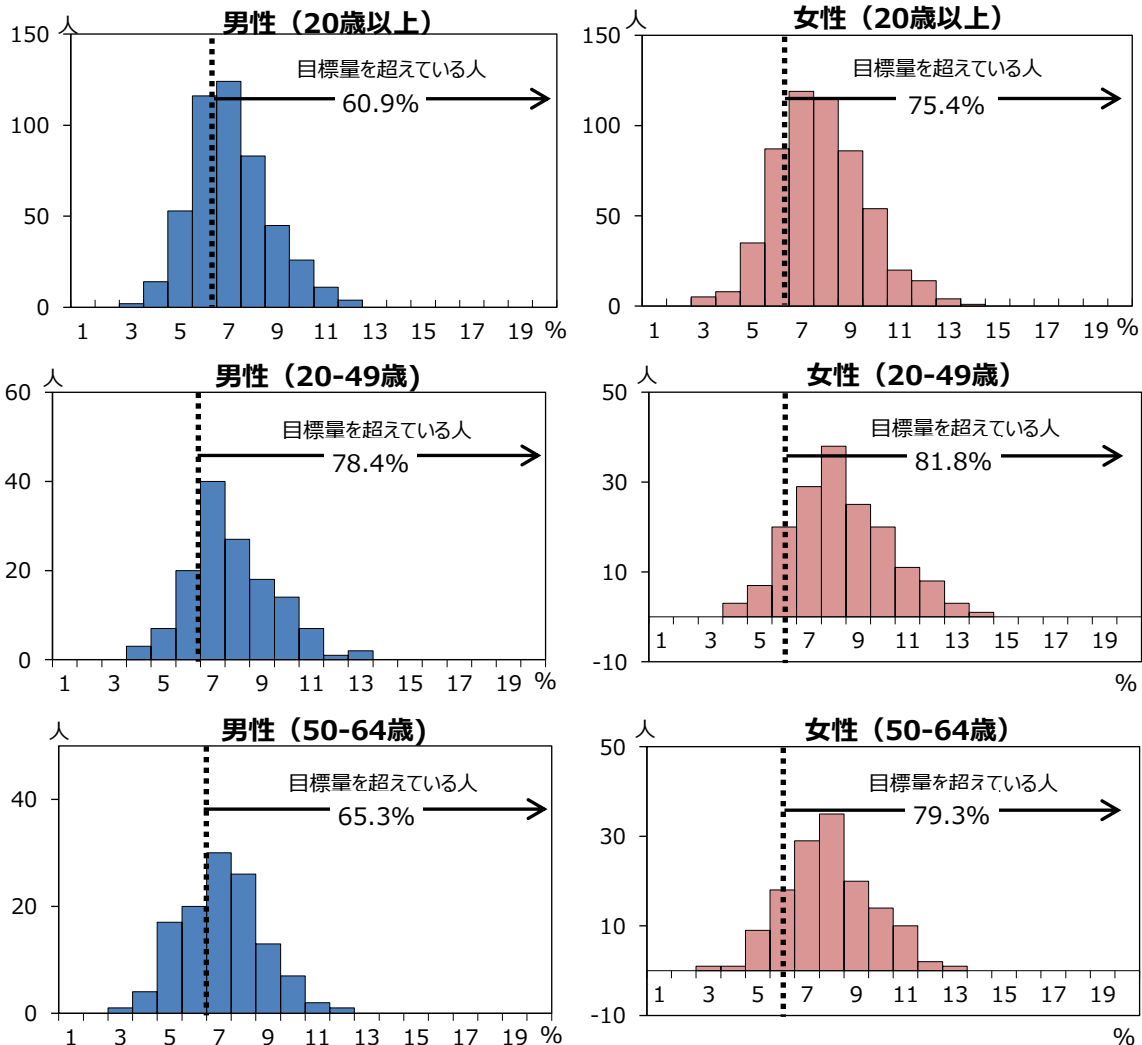 男性（20歳以上）
人
150
100
50
0
目標量を超えている人
60.9%
1 3 5 7 9 11 13 15 17 19 %
女性（20歳以上）
人
150
100
50
0
目標量を超えている人
75.4%
1 3 5 7 9 11 13 15 17 19 %
男性（20-49歳)
人
60
40
20
0
目標量を超えている人
78.4%
1 3 5 7 9 11 13 15 17 19 %
女性（20-49歳）
人
50
30
10
-10
目標量を超えている人
81.8%
1 3 5 7 9 11 13 15 17 19
%
男性（50-64歳)
人
40
20
0
目標量を超えている人
65.3%
1 3 5 7 9 11 13 15 17 19 %
女性（50-64歳）
人
50
30
10
-10
目標量を超えている人
79.3%
1 3 5 7 9 11 13 15 17 19
%